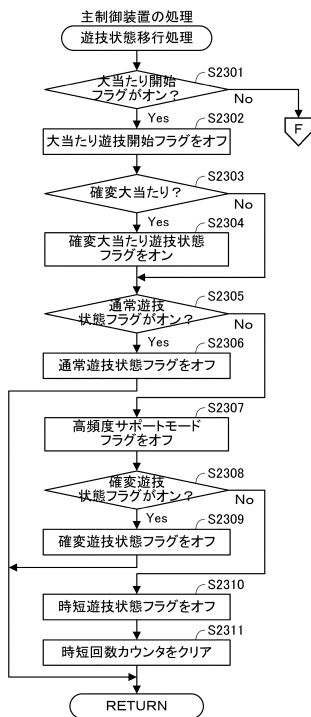 主制御装置の処理
遊技状態移行処理
S2301
大当たり開始
フラグがオン?
No
Yes
F
S2302
大当たり遊技開始フラグをオフ
S2303
確変大当たり?
No
Yes
S2304
確変大当たり遊技状態
フラグをオン
S2305
通常遊技
状態フラグがオン?
No
Yes
S2306
通常遊技状態フラグをオフ
S2307
高頻度サポートモード
フラグをオフ
S2308
確変遊技
状態フラグがオン?
No
Yes
S2309
確変遊技状態フラグをオフ
S2310
時短遊技状態フラグをオフ
S2311
時短回数カウンタをクリア
RETURN